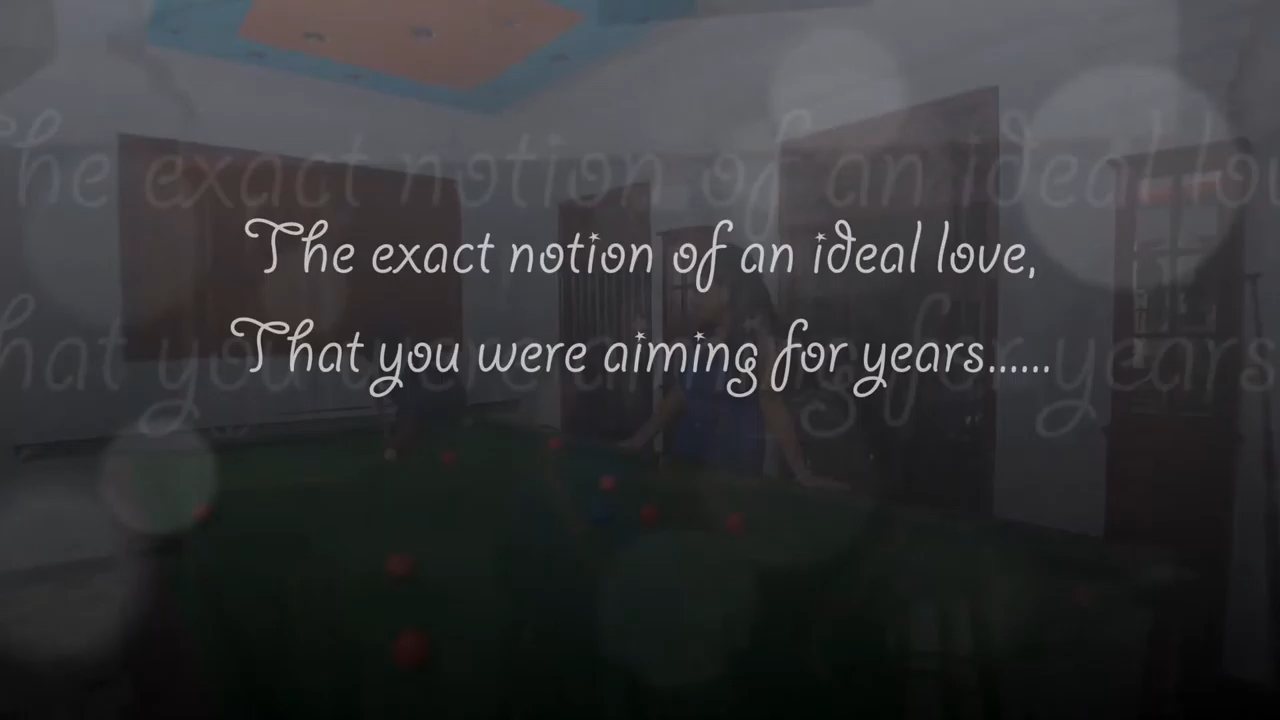 The exact notion of an ideal love,
That you were aiming for years......